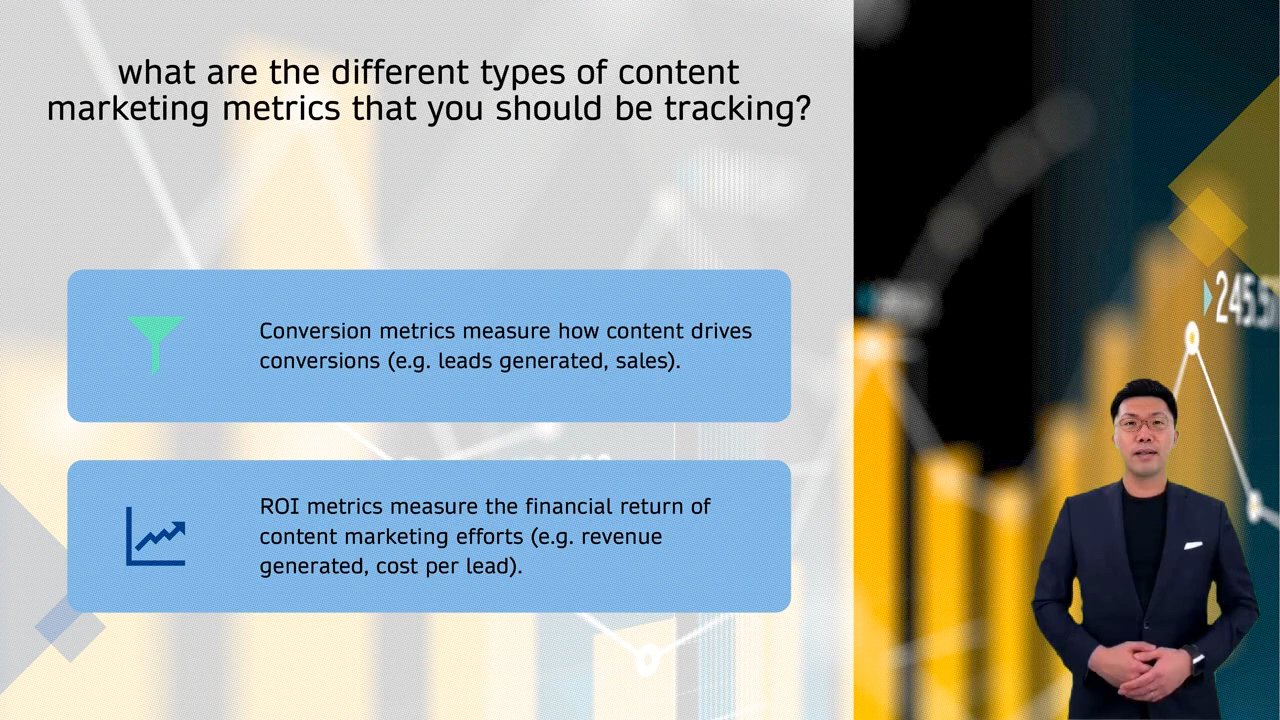 what are the different types of content
marketing metrics that you should be tracking?
Conversion metrics measure how content drives
conversions (e.g. leads generated, sales).
ROI metrics measure the financial return of
content marketing efforts (e.g. revenue
generated, cost per lead).